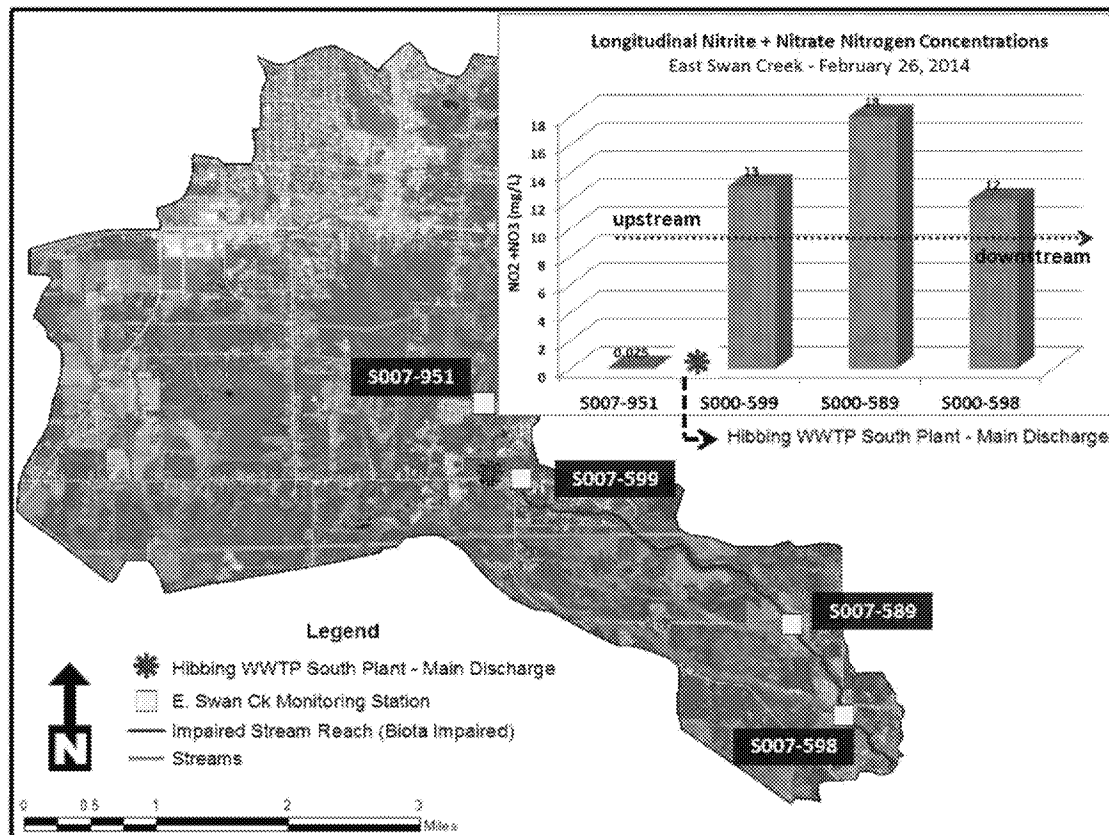 Longitudinal Nitrite + Nitrate Nitrogen Concentrations
East Swan Creek - February 26, 2014
NO2 +NO3 (mg/L)
18
16
14
12
10
8
6
4
2
0
0.025
13
18
12
upstream
downstream
S007-951
S000-599
S000-589
S000-598
Hibbing WWTP South Plant - Main Discharge
S007-951
S007-599
S007-589
S007-598
Legend
Hibbing WWTP South Plant - Main Discharge
E. Swan Ck Monitoring Station
Impaired Stream Reach (Biota Impaired)
Streams
N
0 0.5 1 2 3
Miles